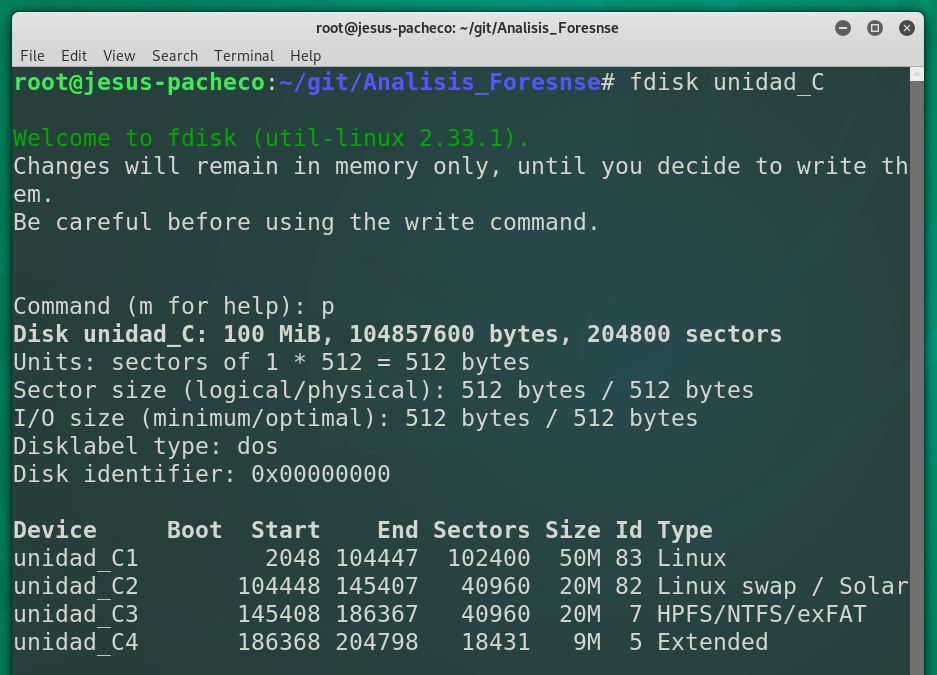 root@jesus-pacheco: ~/git/Analisis_Foresnse
File Edit View Search Terminal Help
root@jesus-pacheco:~/git/Analisis_Foresnse# fdisk unidad_C
Welcome to fdisk (util-linux 2.33.1).
Changes will remain in memory only, until you decide to write th
em.
Be careful before using the write command.
Command (m for help): p
Disk unidad_C: 100 MiB, 104857600 bytes, 204800 sectors
Units: sectors of 1 * 512 = 512 bytes
Sector size (logical/physical): 512 bytes / 512 bytes
I/O size (minimum/optimal): 512 bytes / 512 bytes
Disklabel type: dos
Disk identifier: 0x00000000
Device     Boot  Start    End Sectors Size Id Type
unidad_C1         2048 104447  102400  50M 83 Linux
unidad_C2       104448 145407   40960  20M 82 Linux swap / Solar
unidad_C3       145408 186367   40960  20M  7 HPFS/NTFS/exFAT
unidad_C4       186368 204798   18431   9M  5 Extended